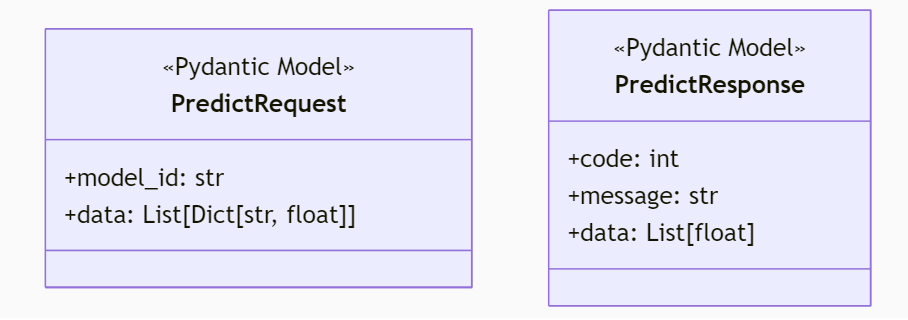 «Pydantic Model»
PredictRequest
+model_id: str
+data: List[Dict[str, float]]
«Pydantic Model»
PredictResponse
+code: int
+message: str
+data: List[float]